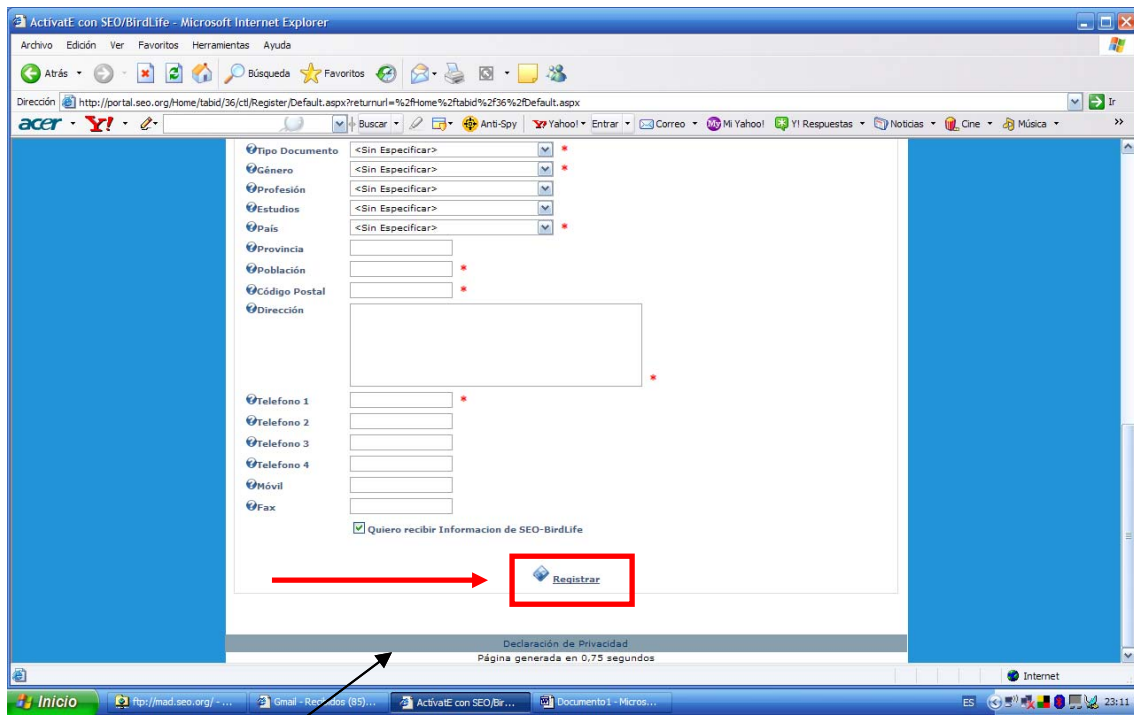 ActivatE con SEO/BirdLife - Microsoft Internet Explorer
Archivo Edición Ver Favoritos Herramientas Ayuda
Atrás Búsqueda Favoritos
Dirección http://portal.seo.org/Home/tabid/36/ctl/Register/Default.aspx?returnurl=%2fHome%2ftabid%2f36%2fDefault.aspx Ir
acer Y! Buscar Anti-Spy Yahoo! Entrar Correo Mi Yahoo! Y! Respuestas Noticias Cine Música »
Tipo Documento <Sin Especificar> *
Género <Sin Especificar> *
Profesión <Sin Especificar>
Estudios <Sin Especificar>
País <Sin Especificar> *
Provincia
Población *
Código Postal *
Dirección *
Telefono 1 *
Telefono 2
Telefono 3
Telefono 4
Móvil
Fax
Quiero recibir Informacion de SEO-BirdLife
Registrar
Declaración de Privacidad
Página generada en 0,75 segundos
Internet
Inicio ftp://mad.seo.org/ - ... Gmail - Recibidos (85)... ActivatE con SEO/Bir... Documento1 - Micros... ES 23:11